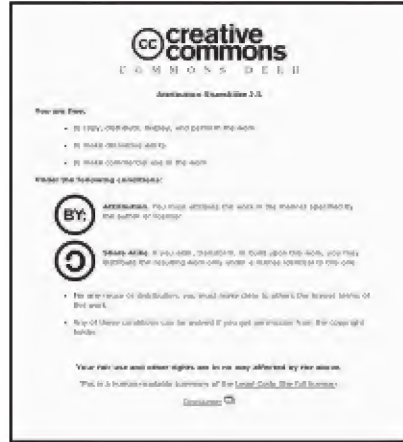 cc creative
commons
COMMONS DEED
Attribution ShareAlike 2.5
You are free:
• to copy, distribute, display, and perform the work
• to make derivative works
• to make commercial use of the work
Under the following conditions:
BY: Attribution. You must attribute the work in the manner specified by
the author or licensor.
Share Alike. If you alter, transform, or build upon this work, you may
distribute the resulting work only under a license identical to this one.
• For any reuse or distribution, you must make clear to others the license terms of
this work.
• Any of these conditions can be waived if you get permission from the copyright
holder.
Your fair use and other rights are in no way affected by the above.
This is a human-readable summary of the Legal Code (the full license).
Disclaimer